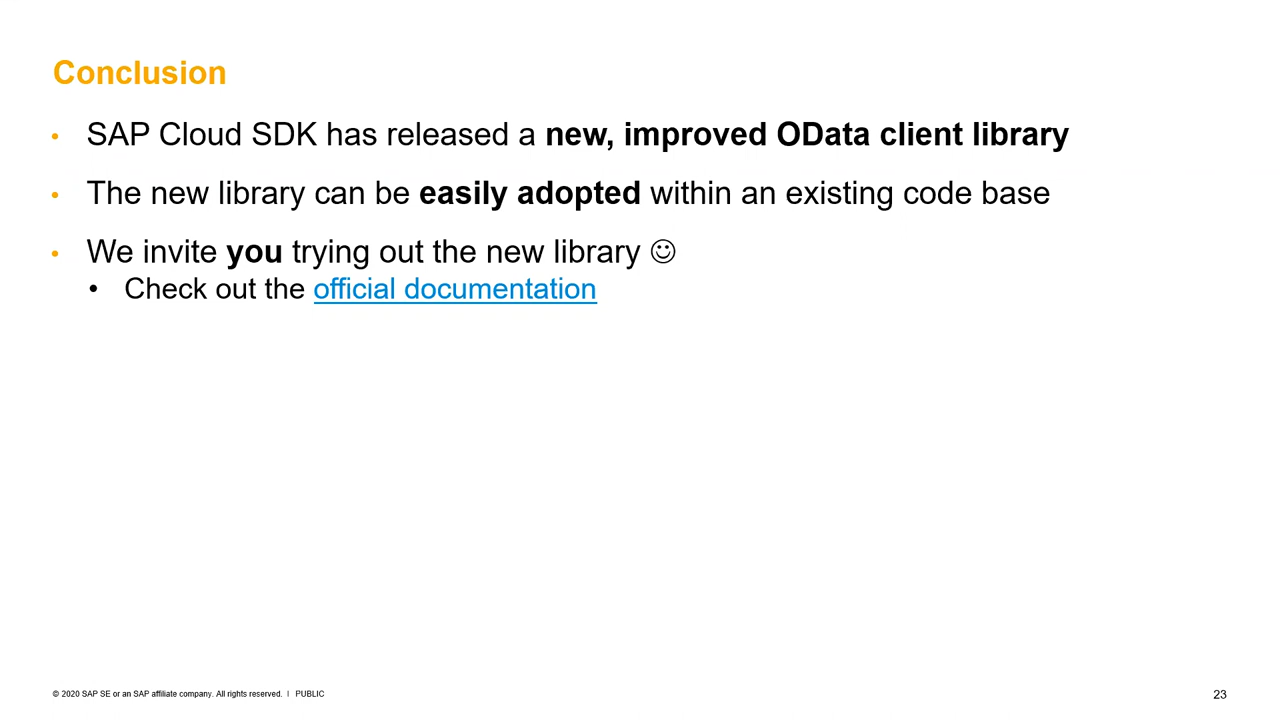 Conclusion
• SAP Cloud SDK has released a new, improved OData client library
• The new library can be easily adopted within an existing code base
• We invite you trying out the new library ☺
• Check out the official documentation
© 2020 SAP SE or an SAP affiliate company. All rights reserved. | PUBLIC
23